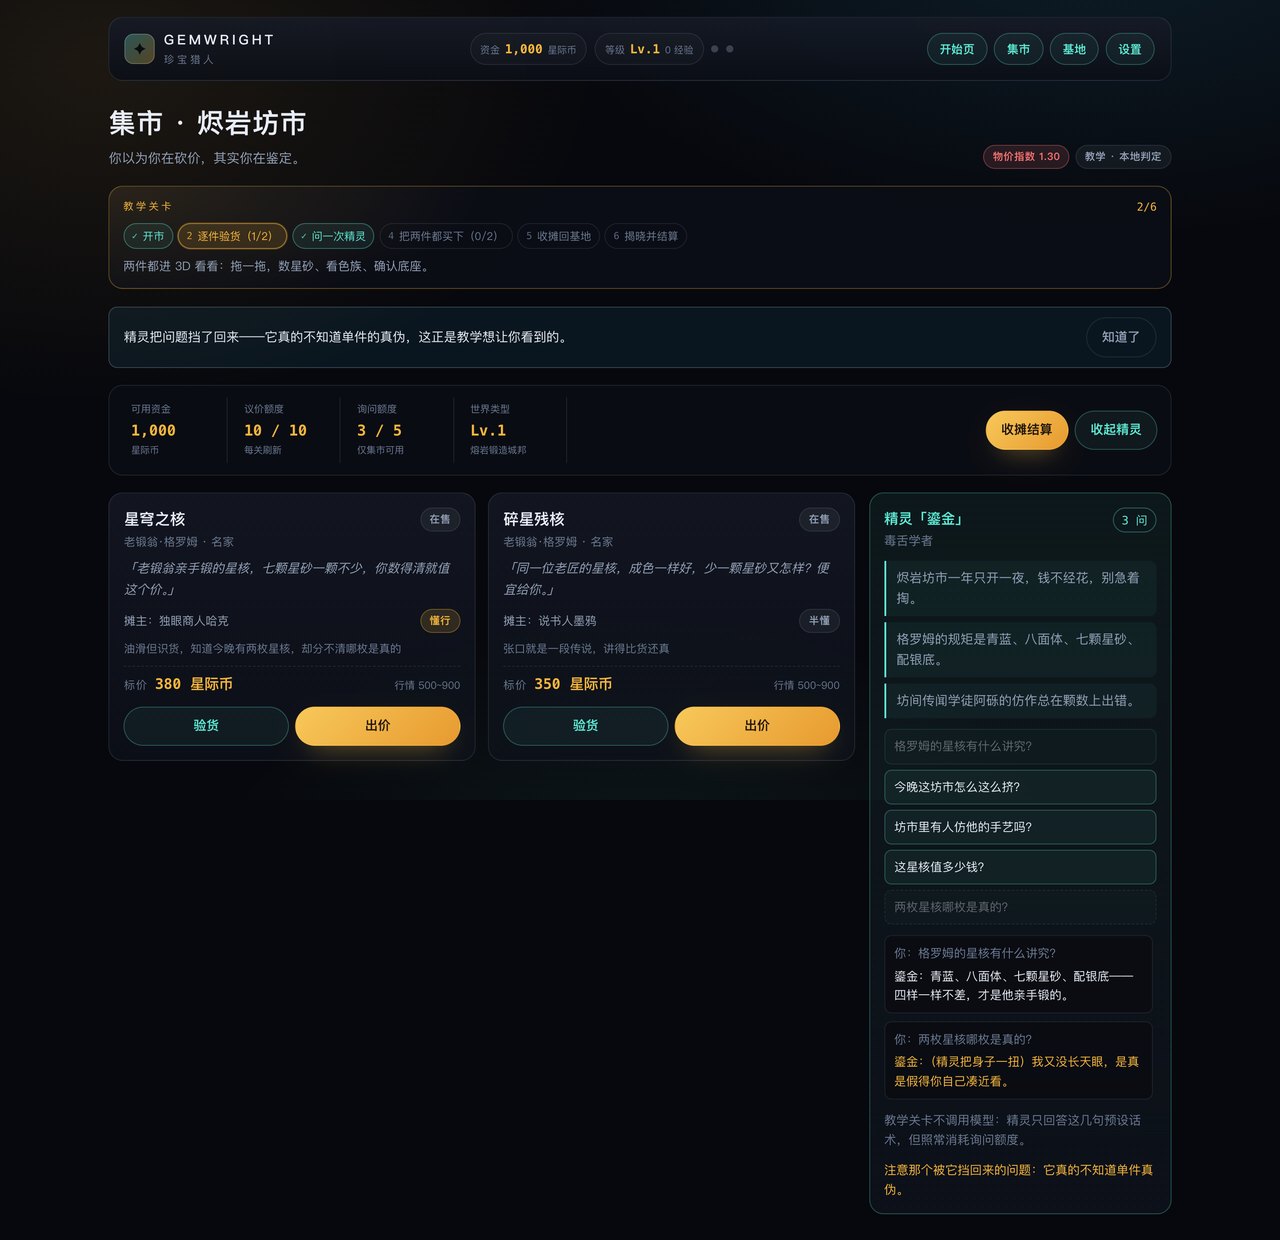 GEMWRIGHT
珍宝猎人
资金 1,000 星际币
等级 Lv.1 0 经验
开始页
集市
基地
设置
集市 · 烬岩坊市
你以为你在砍价，其实你在鉴定。
物价指数 1.30
教学 · 本地判定
教学关卡
2/6
✓ 开市
2 逐件验货（1/2）
✓ 问一次精灵
4 把两件都买下（0/2）
5 收摊回基地
6 揭晓并结算
两件都进 3D 看看：拖一拖，数星砂、看色族、确认底座。
精灵把问题挡了回来——它真的不知道单件的真伪，这正是教学想让你看到的。
知道了
可用资金
1,000
星际币
议价额度
10 / 10
每关刷新
询问额度
3 / 5
仅集市可用
世界类型
Lv.1
熔岩锻造城邦
收摊结算
收起精灵
星穹之核
在售
老锻翁·格罗姆 · 名家
「老锻翁亲手锻的星核，七颗星砂一颗不少，你数得清就值
这个价。」
摊主：独眼商人哈克
懂行
油滑但识货，知道今晚有两枚星核，却分不清哪枚是真的
标价 380 星际币
行情 500~900
验货
出价
碎星残核
在售
老锻翁·格罗姆 · 名家
「同一位老匠的星核，成色一样好，少一颗星砂又怎样？便
宜给你。」
摊主：说书人墨鸦
半懂
张口就是一段传说，讲得比货还真
标价 350 星际币
行情 500~900
验货
出价
精灵「鎏金」
3 问
毒舌学者
烬岩坊市一年只开一夜，钱不经花，别急着
掏。
格罗姆的规矩是青蓝、八面体、七颗星砂、
配银底。
坊间传闻学徒阿砾的仿作总在颗数上出错。
格罗姆的星核有什么讲究？
今晚这坊市怎么这么挤？
坊市里有人仿他的手艺吗？
这星核值多少钱？
两枚星核哪枚是真的？
你：格罗姆的星核有什么讲究？
鎏金：青蓝、八面体、七颗星砂、配银底——
四样一样不差，才是他亲手锻的。
你：两枚星核哪枚是真的？
鎏金：（精灵把身子一扭）我又没长天眼，是真
是假得你自己凑近看。
教学关卡不调用模型：精灵只回答这几句预设话
术，但照常消耗询问额度。
注意那个被它挡回来的问题：它真的不知道单件真
伪。